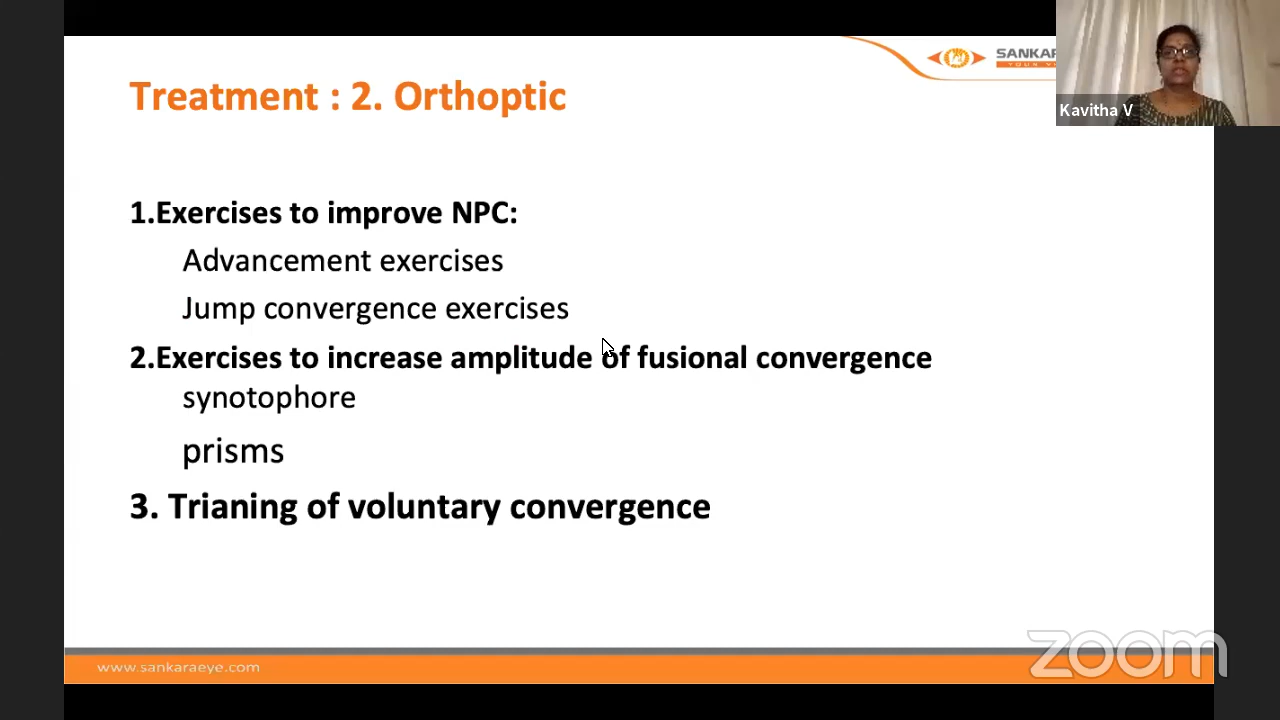 SANKARA
Kavitha V
Treatment : 2. Orthoptic
1.Exercises to improve NPC:
Advancement exercises
Jump convergence exercises
2.Exercises to increase amplitude of fusional convergence
synotophore
prisms
3. Trianing of voluntary convergence
www.sankaraeye.com
zoom